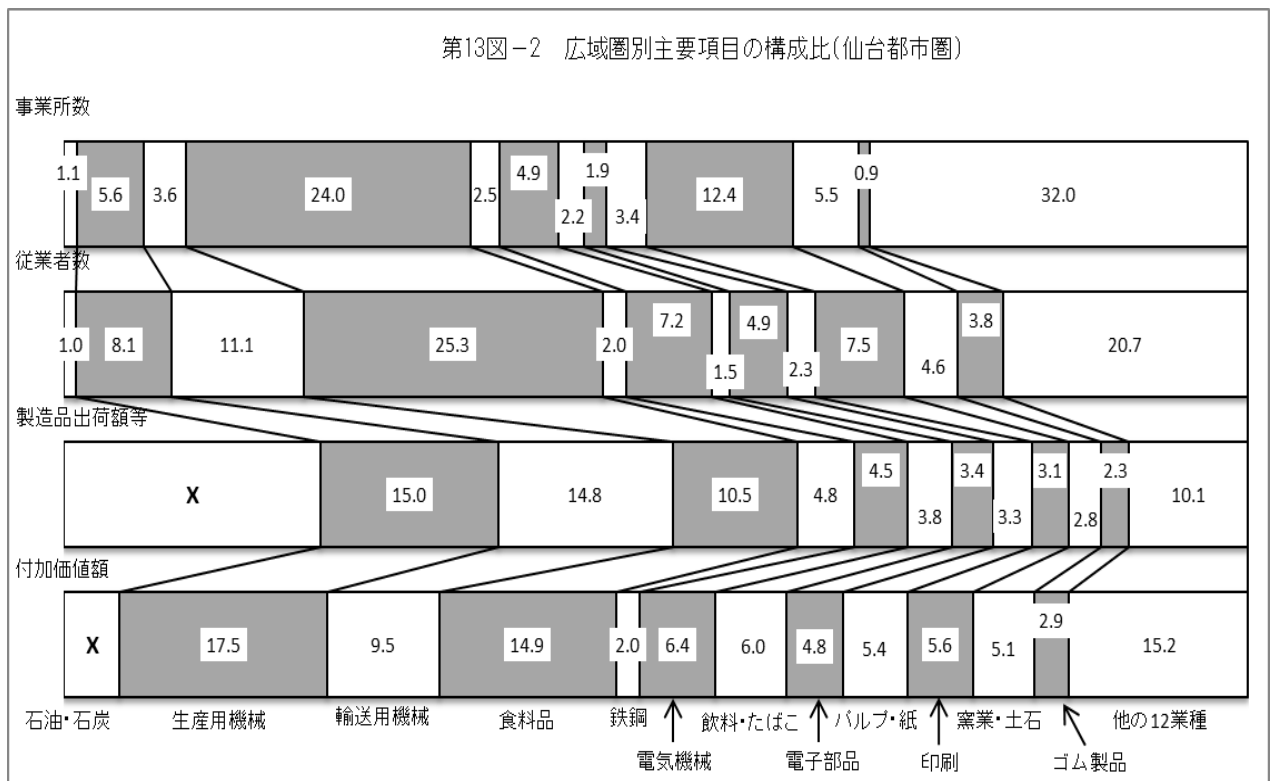 第13図－2　広域圏別主要項目の構成比(仙台都市圏)
事業所数
1.1 5.6 3.6 24.0 2.5 4.9 2.2 1.9 3.4 12.4 5.5 0.9 32.0
従業者数
1.0 8.1 11.1 25.3 2.0 7.2 1.5 4.9 2.3 7.5 4.6 3.8 20.7
製造品出荷額等
X 15.0 14.8 10.5 4.8 4.5 3.8 3.4 3.3 3.1 2.8 2.3 10.1
付加価値額
X 17.5 9.5 14.9 2.0 6.4 6.0 4.8 5.4 5.6 5.1 2.9 15.2
石油・石炭 生産用機械 輸送用機械 食料品 鉄鋼 飲料・たばこ パルプ・紙 窯業・土石 他の12業種
電気機械 電子部品 印刷 ゴム製品